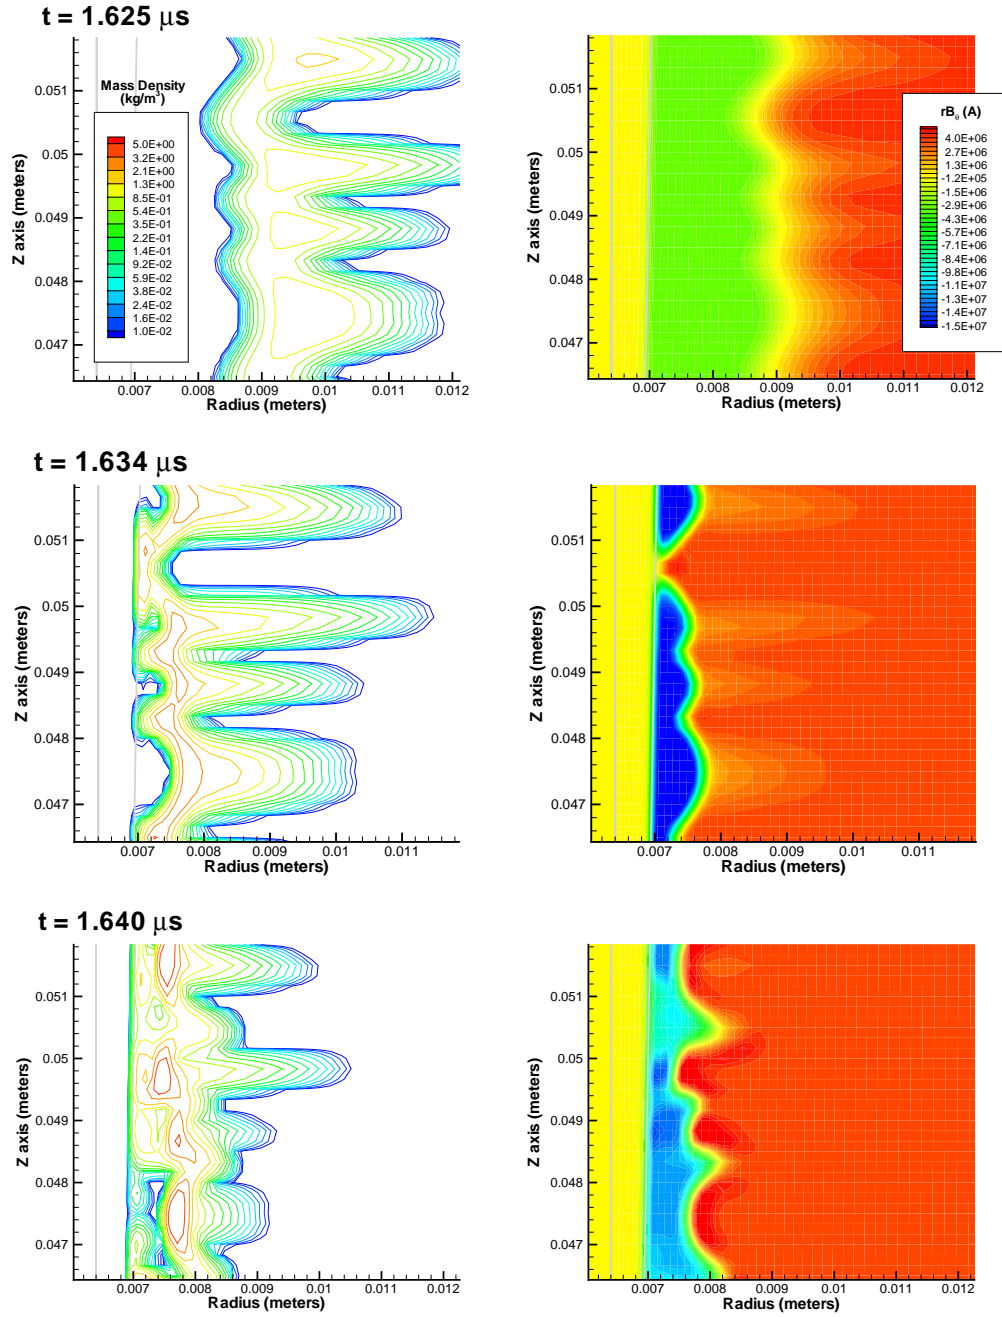 t = 1.625 μs
Mass Density
(kg/m³)
5.0E+00
3.2E+00
2.1E+00
1.3E+00
8.5E-01
5.4E-01
3.5E-01
2.2E-01
1.4E-01
9.2E-02
5.9E-02
3.8E-02
2.4E-02
1.6E-02
1.0E-02
Z axis (meters)
0.051
0.05
0.049
0.048
0.047
0.007 0.008 0.009 0.01 0.011 0.012
Radius (meters)
rBθ (A)
4.0E+06
2.7E+06
1.3E+06
-1.2E+05
-1.5E+06
-2.9E+06
-4.3E+06
-5.7E+06
-7.1E+06
-8.4E+06
-9.8E+06
-1.1E+07
-1.3E+07
-1.4E+07
-1.5E+07
Z axis (meters)
0.051
0.05
0.049
0.048
0.047
0.007 0.008 0.009 0.01 0.011 0.012
Radius (meters)
t = 1.634 μs
Z axis (meters)
0.051
0.05
0.049
0.048
0.047
0.007 0.008 0.009 0.01 0.011
Radius (meters)
Z axis (meters)
0.051
0.05
0.049
0.048
0.047
0.007 0.008 0.009 0.01 0.011
Radius (meters)
t = 1.640 μs
Z axis (meters)
0.051
0.05
0.049
0.048
0.047
0.007 0.008 0.009 0.01 0.011 0.012
Radius (meters)
Z axis (meters)
0.051
0.05
0.049
0.048
0.047
0.007 0.008 0.009 0.01 0.011 0.012
Radius (meters)